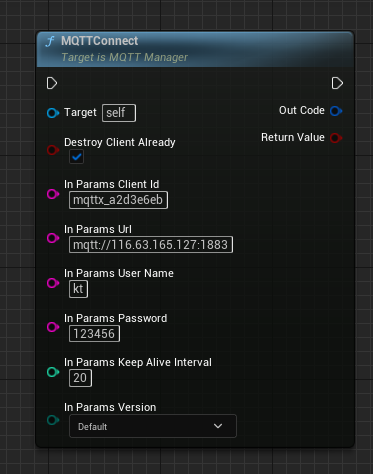 f MQTTConnect
Target is MQTT Manager
Target self
Out Code
Destroy Client Already
Return Value
In Params Client Id
mqttx_a2d3e6eb
In Params Url
mqtt://116.63.165.127:1883
In Params User Name
kt
In Params Password
123456
In Params Keep Alive Interval
20
In Params Version
Default